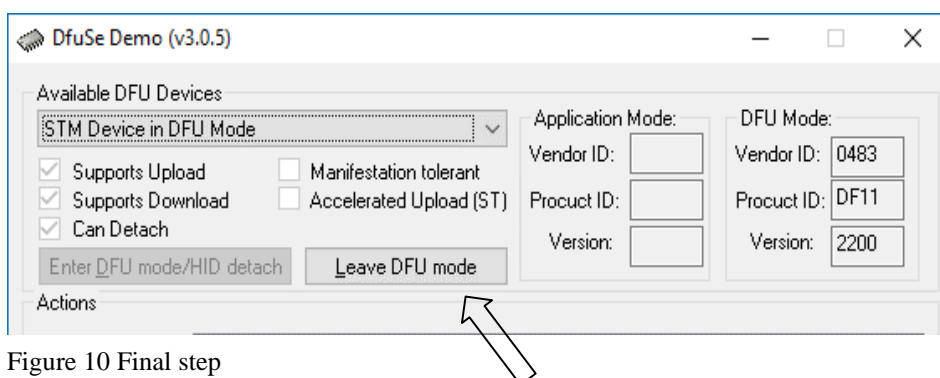 DfuSe Demo (v3.0.5)
Available DFU Devices
STM Device in DFU Mode
Supports Upload
Manifestation tolerant
Supports Download
Accelerated Upload (ST)
Can Detach
Enter DFU mode/HID detach
Leave DFU mode
Application Mode:
Vendor ID:
Procuct ID:
Version:
DFU Mode:
Vendor ID: 0483
Procuct ID: DF11
Version: 2200
Actions
Figure 10 Final step